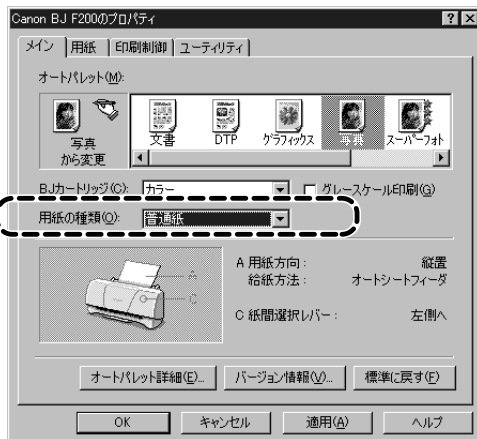 Canon BJ F200のプロパティ
メイン 用紙 印刷制御 ユーティリティ
オートパレット(M):
写真
から変更
文書 DTP グラフィックス 写真 スーパーフォト
BJカートリッジ(C): カラー グレースケール印刷(G)
用紙の種類(O): 普通紙
A 用紙方向: 縦置
給紙方法: オートシートフィーダ
C 紙間選択レバー: 左側へ
A
C
オートパレット詳細(E)... バージョン情報(V)... 標準に戻す(F)
OK キャンセル 適用(A) ヘルプ